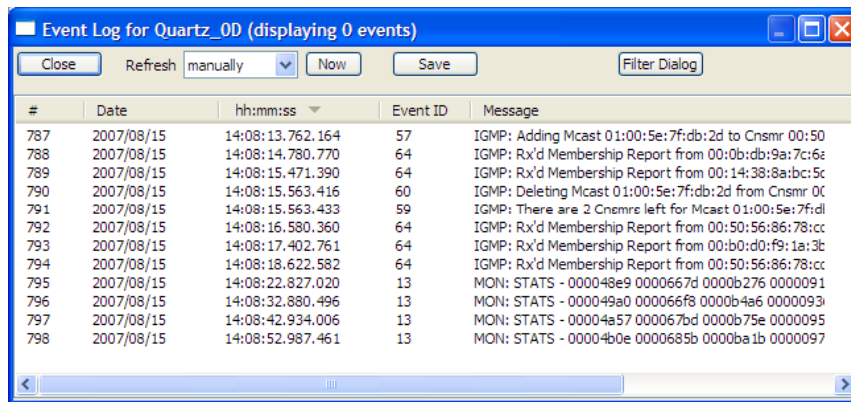 Event Log for Quartz_0D (displaying 0 events)
Close Refresh manually Now Save Filter Dialog
# Date hh:mm:ss Event ID Message
787 2007/08/15 14:08:13.762.164 57 IGMP: Adding Mcast 01:00:5e:7f:db:2d to Cnsmr 00:50
788 2007/08/15 14:08:14.780.770 64 IGMP: Rx'd Membership Report from 00:0b:db:9a:7c:6a
789 2007/08/15 14:08:15.471.390 64 IGMP: Rx'd Membership Report from 00:14:38:8a:bc:5c
790 2007/08/15 14:08:15.563.416 60 IGMP: Deleting Mcast 01:00:5e:7f:db:2d from Cnsmr 00
791 2007/08/15 14:08:15.563.433 59 IGMP: There are 2 Cnsmrs left for Mcast 01:00:5e:7f:d
792 2007/08/15 14:08:16.580.360 64 IGMP: Rx'd Membership Report from 00:50:56:86:78:cc
793 2007/08/15 14:08:17.402.761 64 IGMP: Rx'd Membership Report from 00:b0:d0:f9:1a:3b
794 2007/08/15 14:08:18.622.582 64 IGMP: Rx'd Membership Report from 00:50:56:86:78:cc
795 2007/08/15 14:08:22.827.020 13 MON: STATS - 000048e9 0000667d 0000b276 0000091
796 2007/08/15 14:08:32.880.496 13 MON: STATS - 000049a0 000066f8 0000b4a6 0000093
797 2007/08/15 14:08:42.934.006 13 MON: STATS - 00004a57 000067bd 0000b75e 0000095
798 2007/08/15 14:08:52.987.461 13 MON: STATS - 00004b0e 0000685b 0000ba1b 0000097